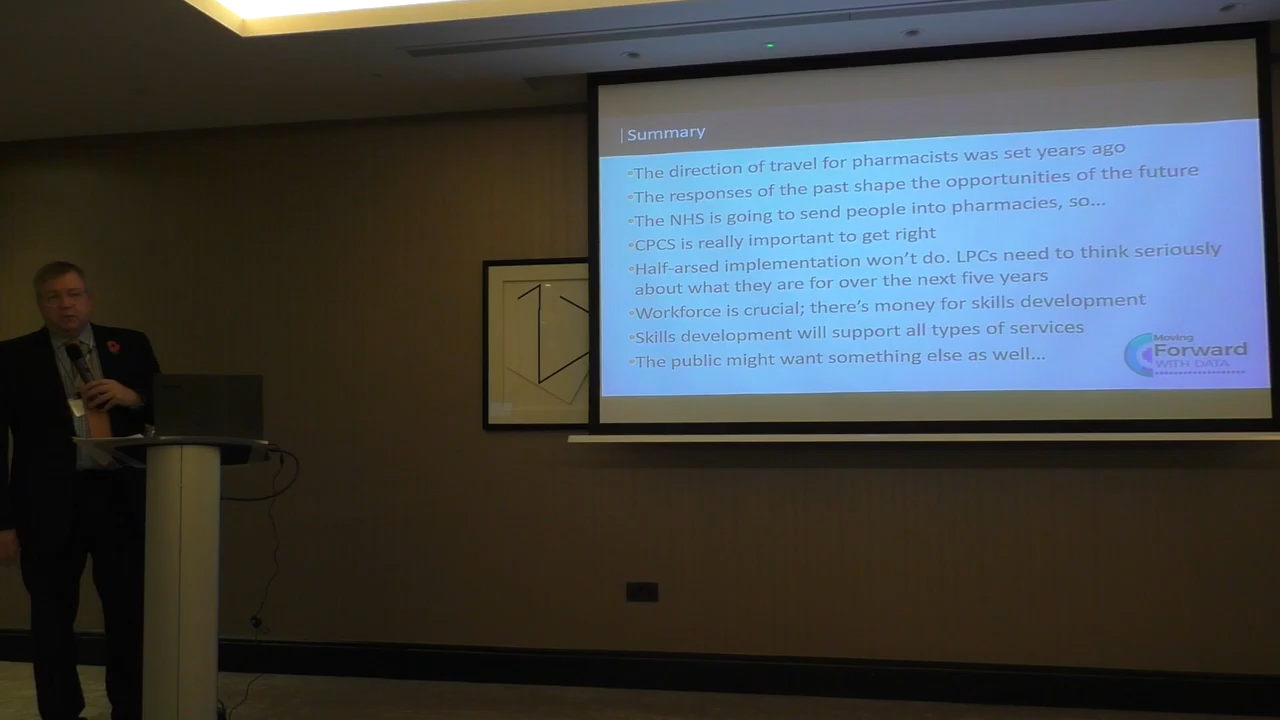 Summary
•The direction of travel for pharmacists was set years ago
•The responses of the past shape the opportunities of the future
•The NHS is going to send people into pharmacies, so...
•CPCS is really important to get right
•Half-arsed implementation won't do. LPCs need to think seriously
about what they are for over the next five years
•Workforce is crucial; there's money for skills development
•Skills development will support all types of services
•The public might want something else as well...
Moving
Forward
WITH DATA